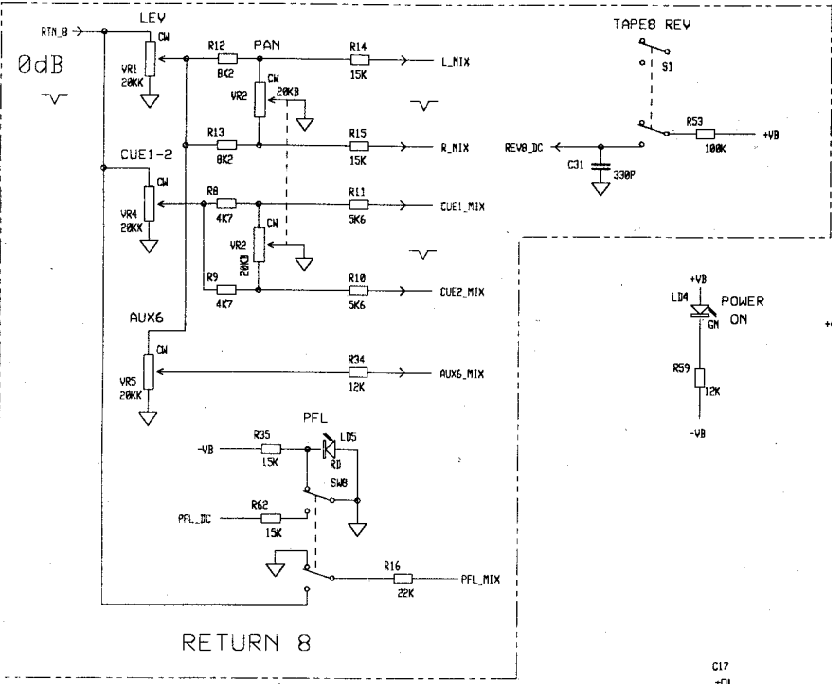 LEV
TAPE8 REV
RTN_8
CW
R12
PAN
R14
0dB
S1
VR1
20KK
8K2
15K
L_MIX
CW
VR2
20KB
R53
R13
R15
REV8_DC
+VB
CUE1-2
8K2
15K
R_MIX
100K
C31
330P
CW
R8
R11
VR4
20KK
4K7
CW
5K6
CUE1_MIX
VR2
20KB
R9
R10
+VB
AUX6
4K7
5K6
CUE2_MIX
LD4
POWER
GN
ON
CW
R34
R59
VR5
20KK
12K
AUX6_MIX
12K
PFL
-VB
R35
LD5
-VB
15K
RD
SW8
R62
PFL_DC
15K
R16
PFL_MIX
22K
RETURN 8
C17